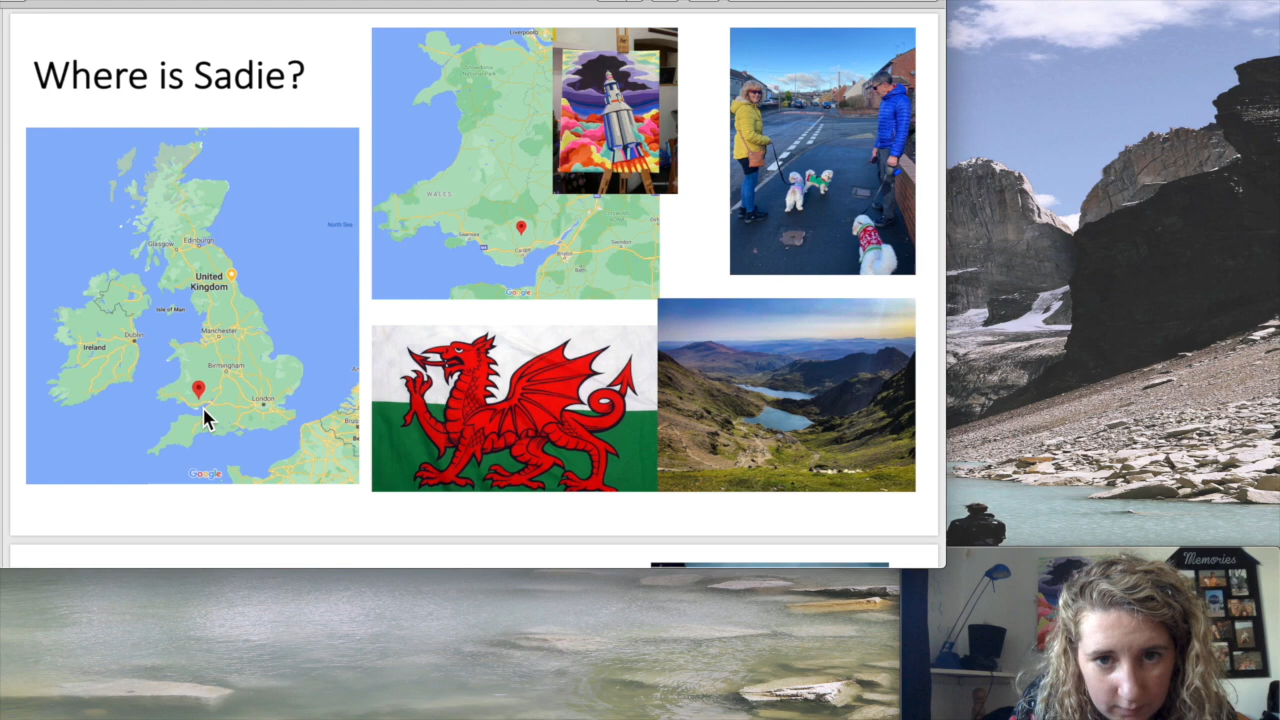 Where is Sadie?
North Sea
Glasgow
Edinburgh
United
Kingdom
Isle of Man
Dublin
Ireland
Manchester
Birmingham
London
Google
Liverpool
WALES
Swansea
Cardiff
Bristol
Bath
Swindon
Google
Memories